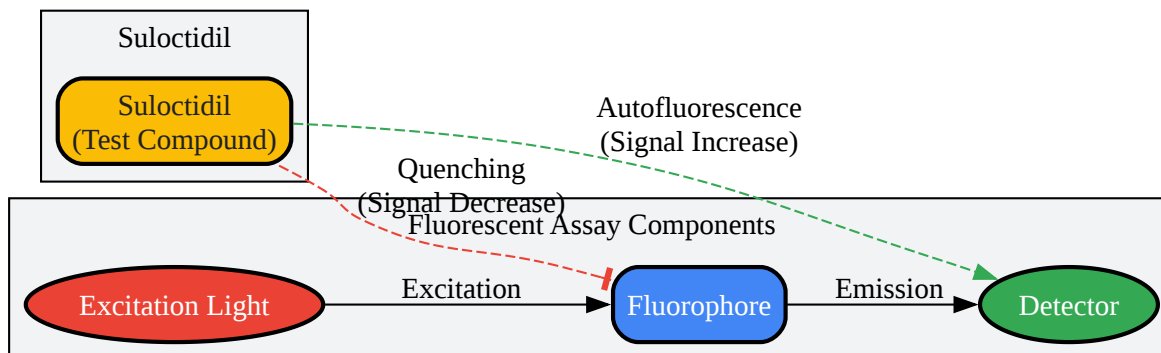 Suloctidil
Suloctidil
(Test Compound)
Autofluorescence
(Signal Increase)
Quenching
(Signal Decrease)
Fluorescent Assay Components
Excitation Light
Excitation
Fluorophore
Emission
Detector